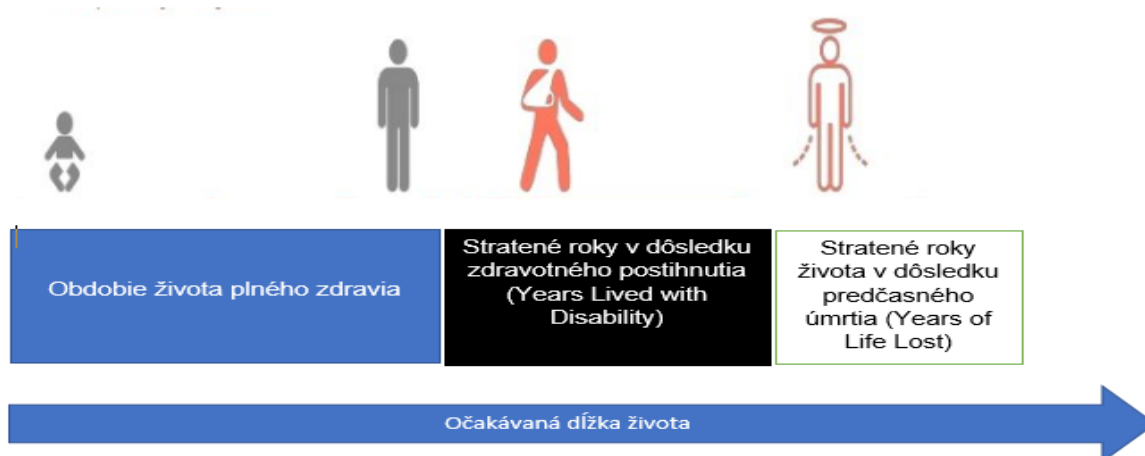 Obdobie života plného zdravia
Stratené roky v dôsledku
zdravotného postihnutia
(Years Lived with
Disability)
Stratené roky
života v dôsledku
predčasného
úmrtia (Years of
Life Lost)
Očakávaná dĺžka života